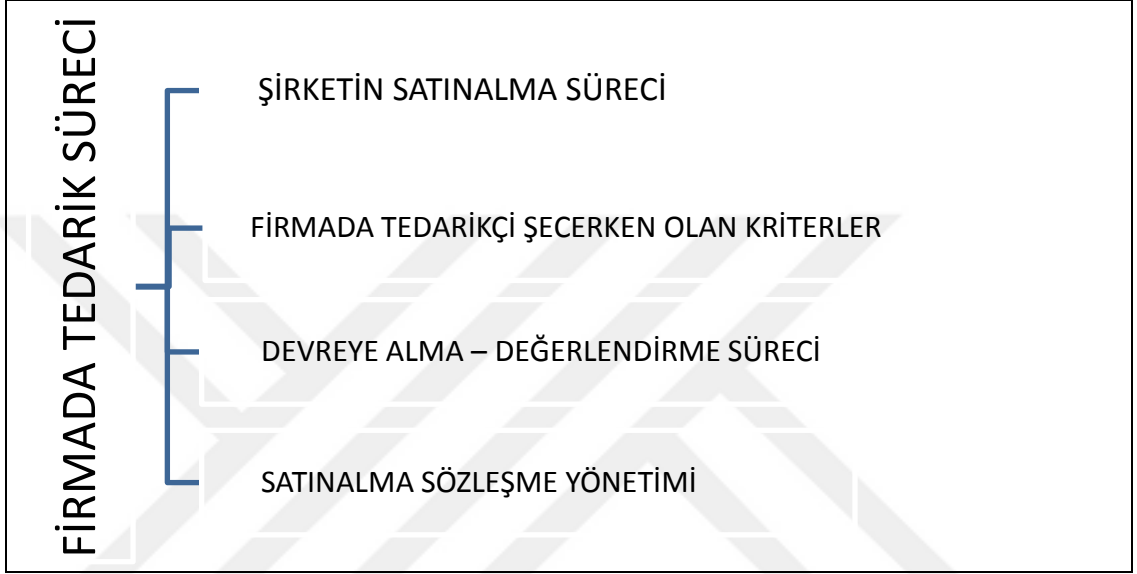 FİRMADA TEDARİK SÜRECİ
ŞİRKETİN SATINALMA SÜRECİ
FİRMADA TEDARİKÇİ ŞECERKEN OLAN KRİTERLER
DEVREYE ALMA – DEĞERLENDİRME SÜRECİ
SATINALMA SÖZLEŞME YÖNETİMİ